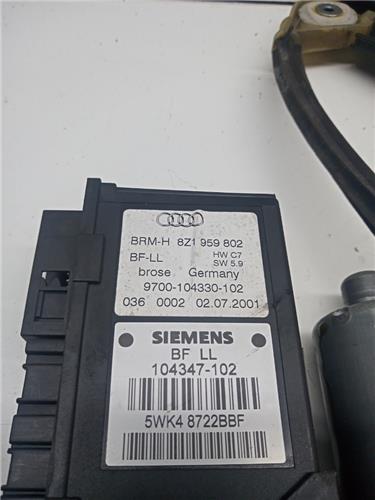 BRM-H 8Z1 959 802
BF-LL HW C7
SW 5.9
brose Germany
9700-104330-102
036 0002 02.07.2001
SIEMENS
BF LL
104347-102
5WK4 8722BBF